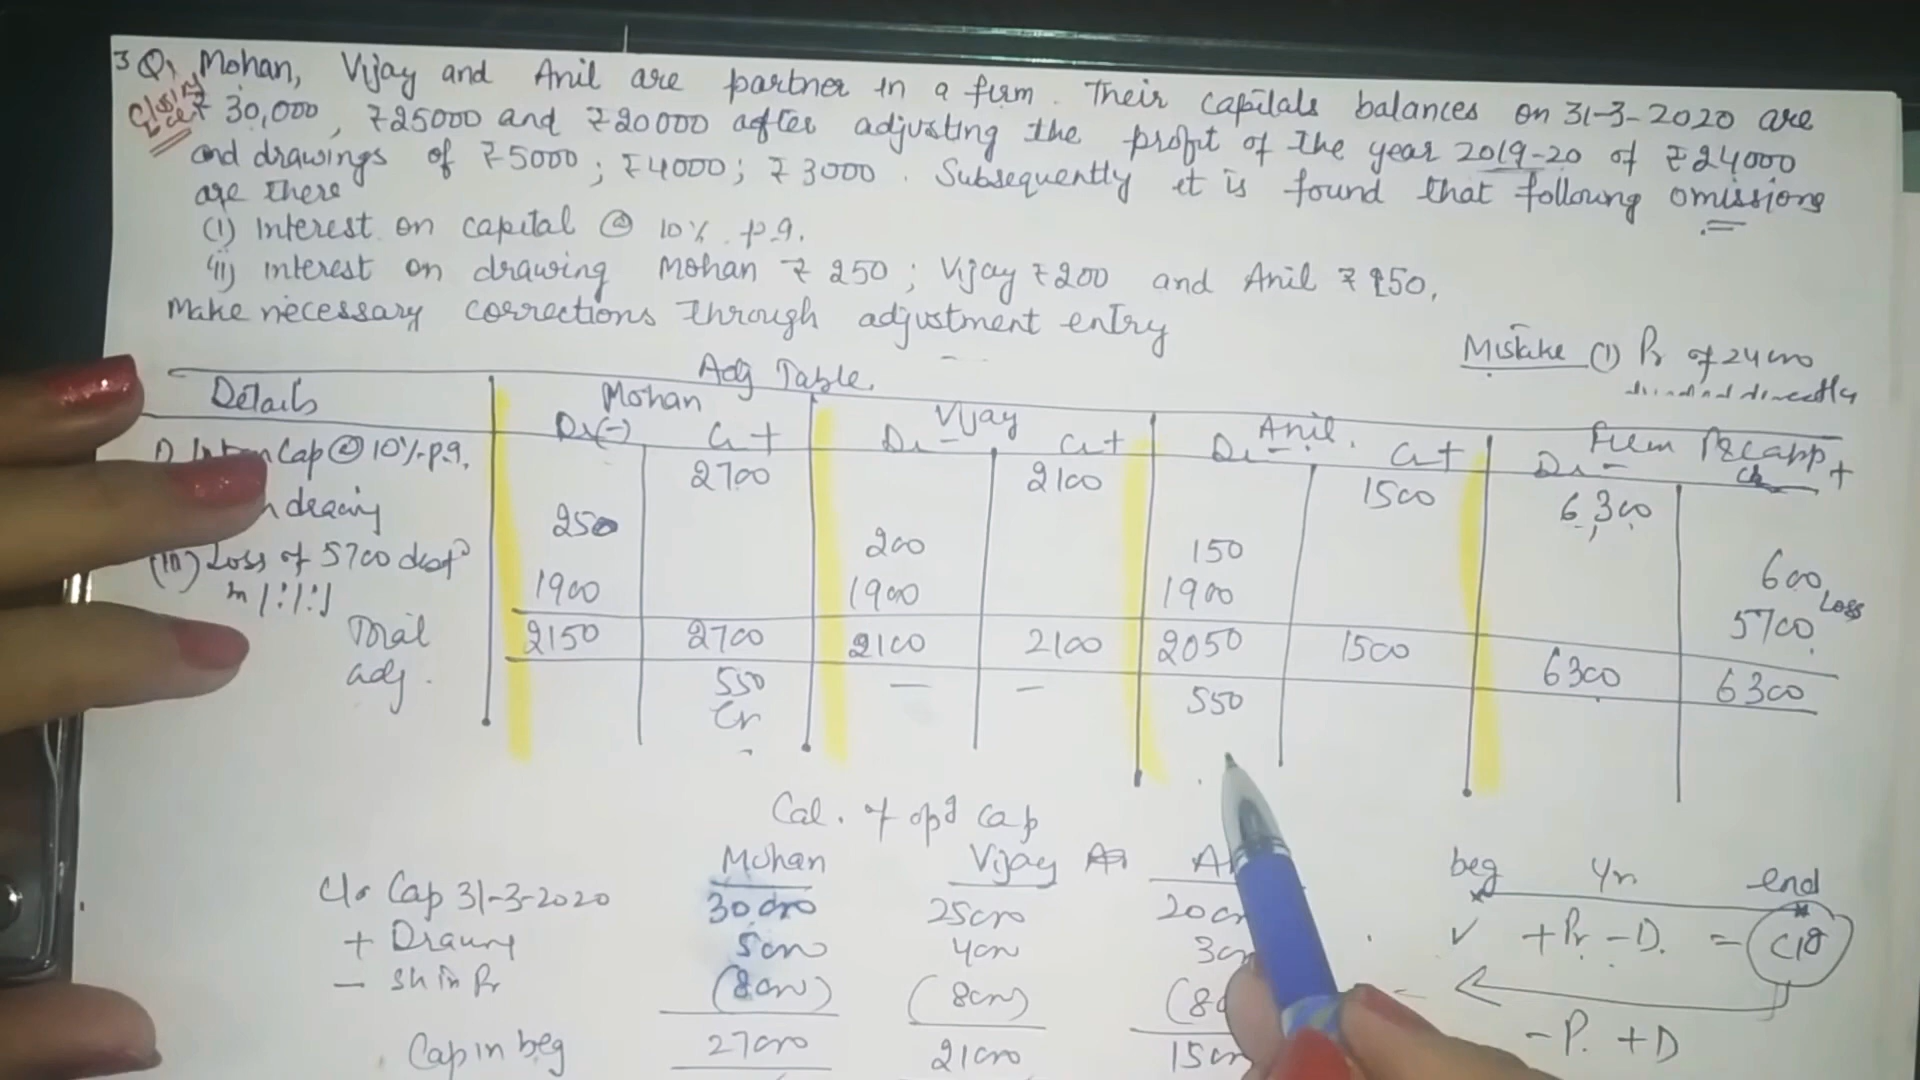 3 Q. Mohan, Vijay and Anil are partner in a firm. Their capitals balances on 31-3-2020 are
Closing
₹ 30,000, ₹25000 and ₹20000 after adjusting the profit of the year 2019-20 of ₹24000
and drawings of ₹5000; ₹4000; ₹3000. Subsequently it is found that following omissions
are there
(i) Interest on capital @ 10% p.a.
(ii) interest on drawing Mohan ₹ 250; Vijay ₹200 and Anil ₹ 150.
Make necessary corrections through adjustment entry
Mistake (1) Pr of 24000
directly
Adj Table.
Details Mohan Vijay Anil. Firm
Dr(-) Cr + Dr - Cr + Dr - Cr + Dr - +
Cap @ 10% p.a. 2700 2100 1500 6,300
250 200 150 600
(iii) Loss of 5700 1900 1900 1900 5700 Loss
in 1:1:1
Total 2150 2700 2100 2100 2050 1500 6300 6300
adj. 550 — — 550
Cr
Cal. of opg cap
Mohan Vijay A
Cl. Cap 31-3-2020 30000 25000
+ Drawing 5000 4000
- Sh in Pr (8000) (8000)
Cap in beg 27000 21000
beg Yr. end
✓ +Pr - D. =
- P. + D